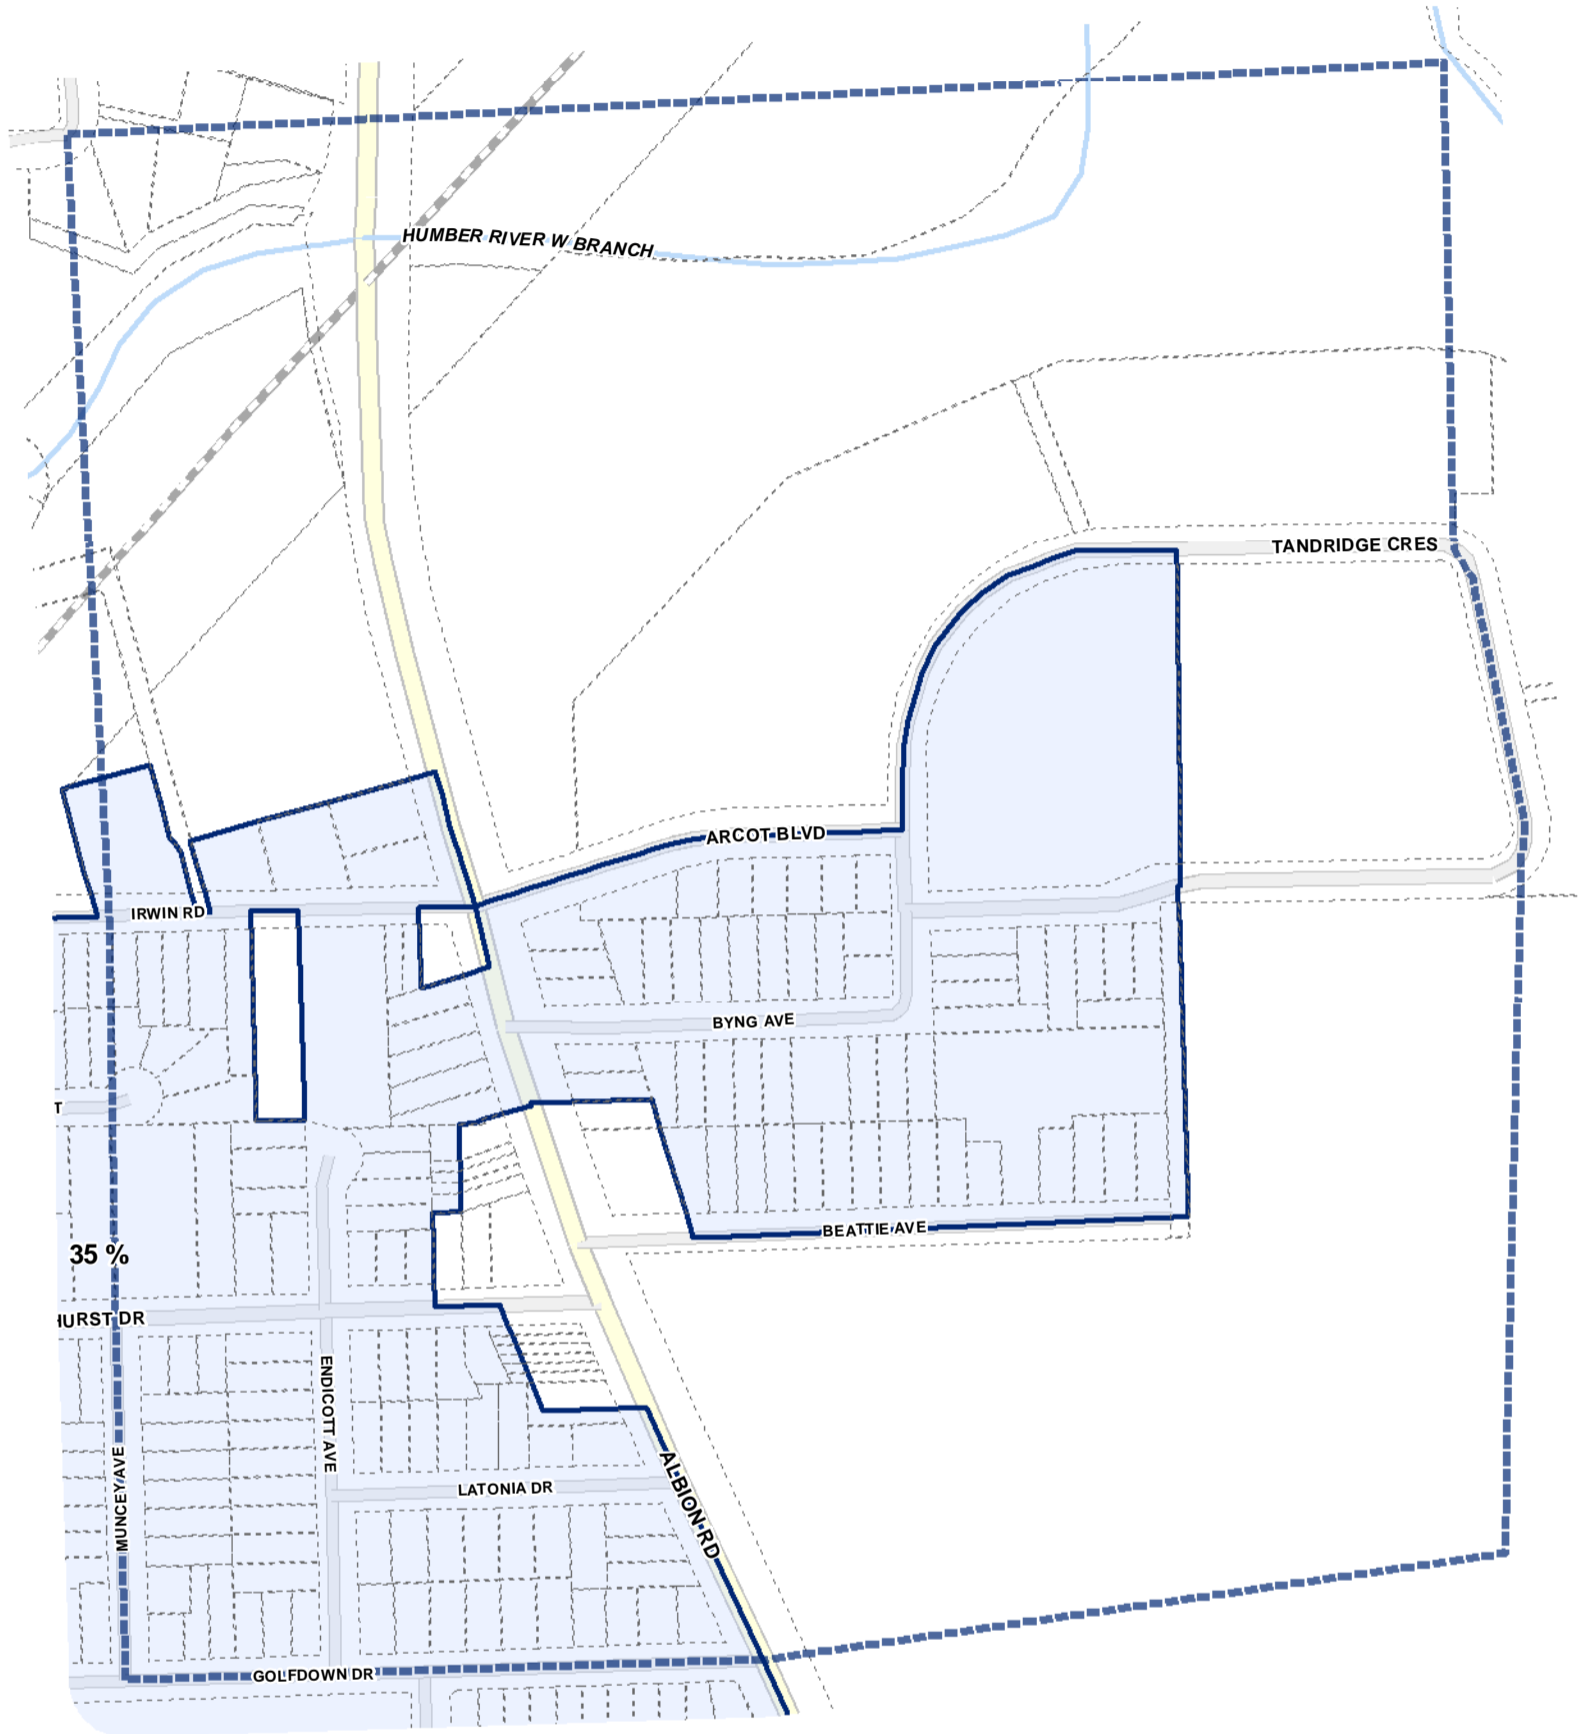 HUMBER RIVER W BRANCH
TANDRIDGE CRES
ARCOT BLVD
IRWIN RD
BYNG AVE
T
BEATTIE AVE
35 %
HURST DR
ENDICOTT AVE
MUNCEY AVE
LATONIA DR
ALBION RD
GOLFDOWN DR